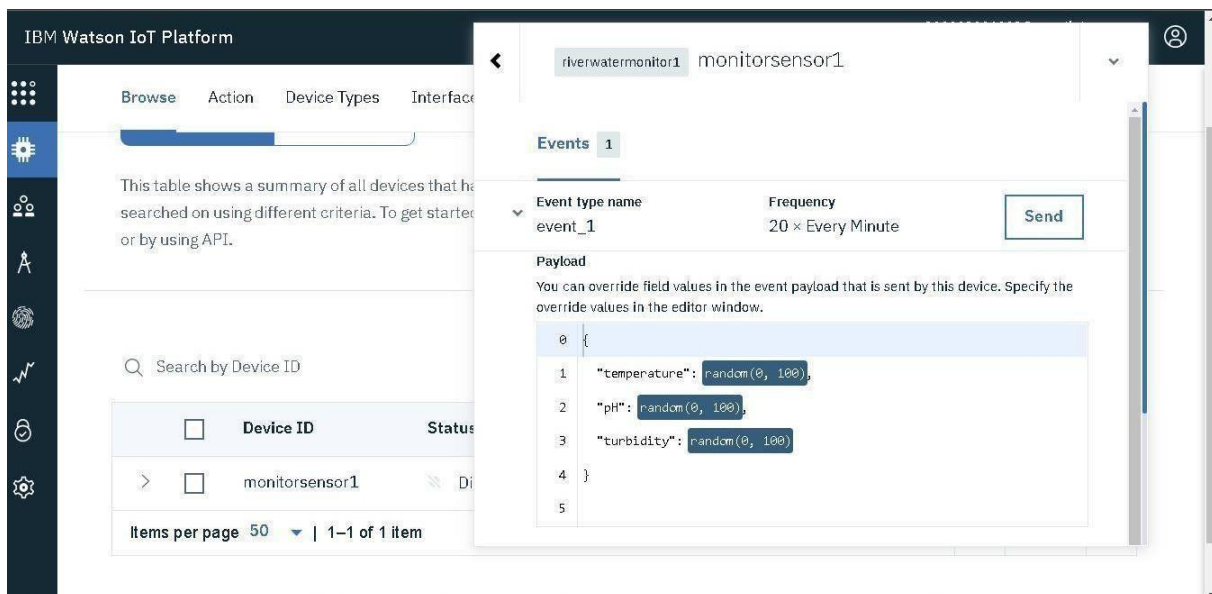 IBM Watson IoT Platform
Browse Action Device Types
This table shows a summary of all devices that
searched on using different criteria. To get
or by using API.
Search by Device ID
Device ID
monitorsensor1
Items per page 50 | 1–1 of 1 item
riverwatermonitor1 monitorsensor1
Events 1
Event type name Frequency
event_1 20 × Every Minute
Send
Payload
You can override field values in the event payload that is sent by this device. Specify the
override values in the editor window.
0 {
1 "temperature": random(0, 100),
2 "pH": random(0, 100),
3 "turbidity": random(0, 100)
4 }
5